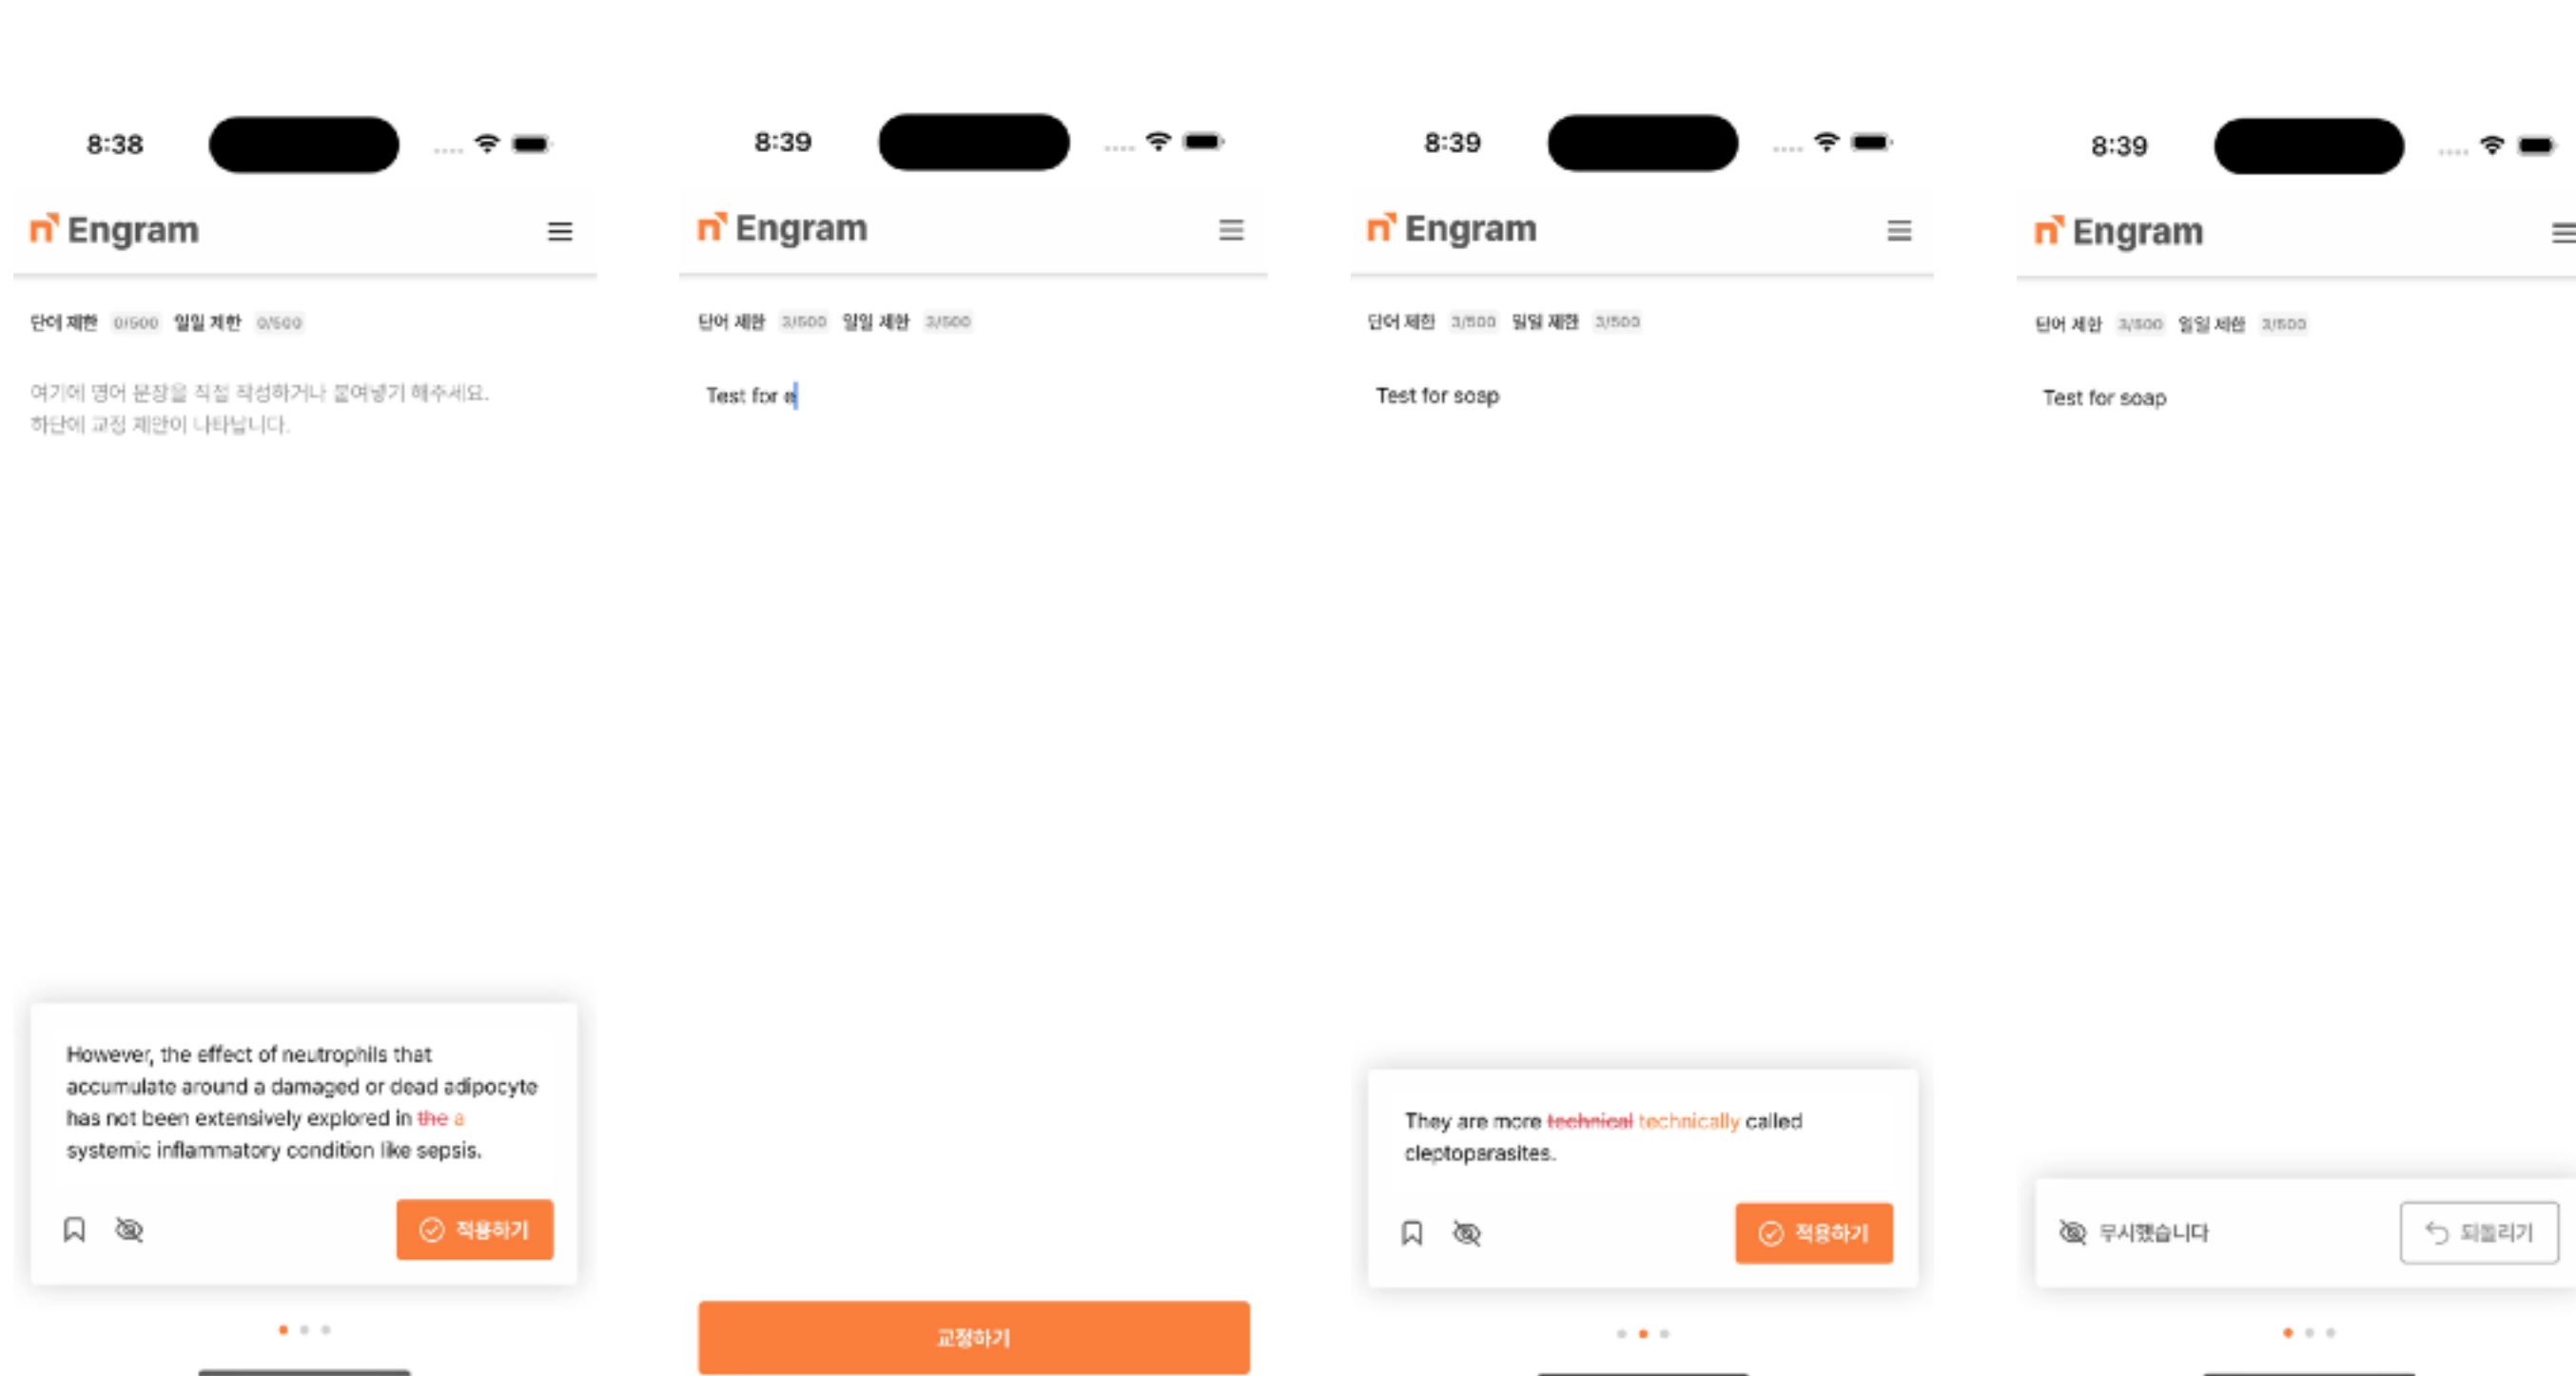 8:38
Engram
단어 제한 0/500 일일 제한 0/500
여기에 영어 문장을 직접 작성하거나 붙여넣기 해주세요.
하단에 교정 제안이 나타납니다.
However, the effect of neutrophils that
accumulate around a damaged or dead adipocyte
has not been extensively explored in the a
systemic inflammatory condition like sepsis.
적용하기
8:39
Engram
단어 제한 3/500 일일 제한 3/500
Test for e
교정하기
8:39
Engram
단어 제한 3/500 일일 제한 3/500
Test for soap
They are more technical technically called
cleptoparasites.
적용하기
8:39
Engram
단어 제한 3/500 일일 제한 3/500
Test for soap
무시했습니다
되돌리기